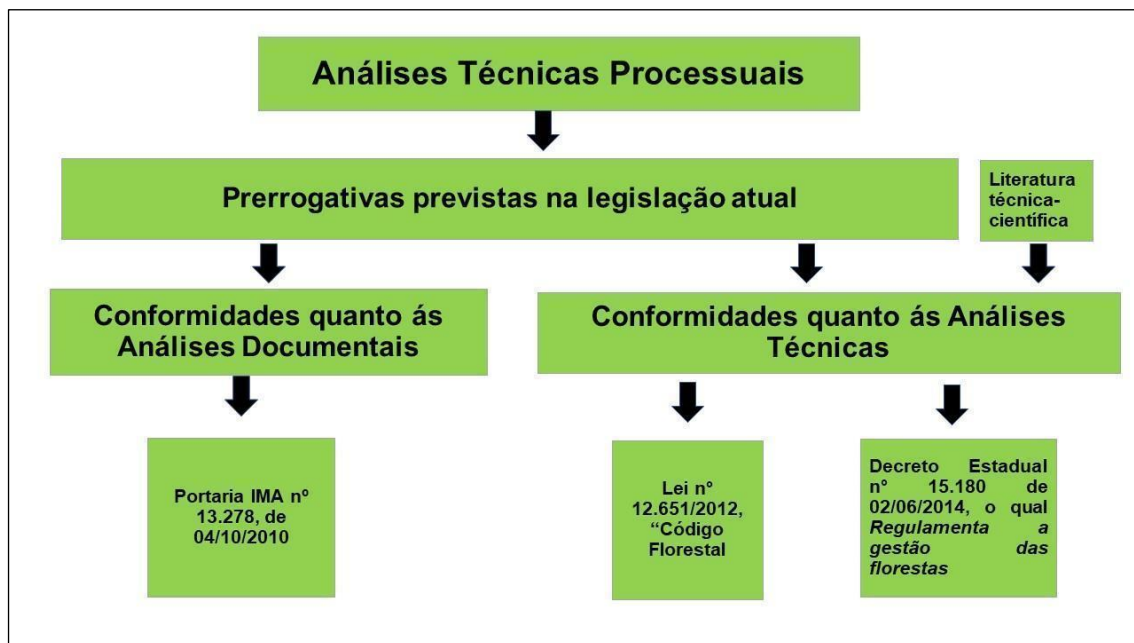 Análises Técnicas Processuais
Prerrogativas previstas na legislação atual
Literatura
técnica-
científica
Conformidades quanto ás
Análises Documentais
Conformidades quanto ás Análises
Técnicas
Portaria IMA nº
13.278, de
04/10/2010
Lei nº
12.651/2012,
“Código
Florestal
Decreto Estadual
n° 15.180 de
02/06/2014, o qual
Regulamenta a
gestão das
florestas